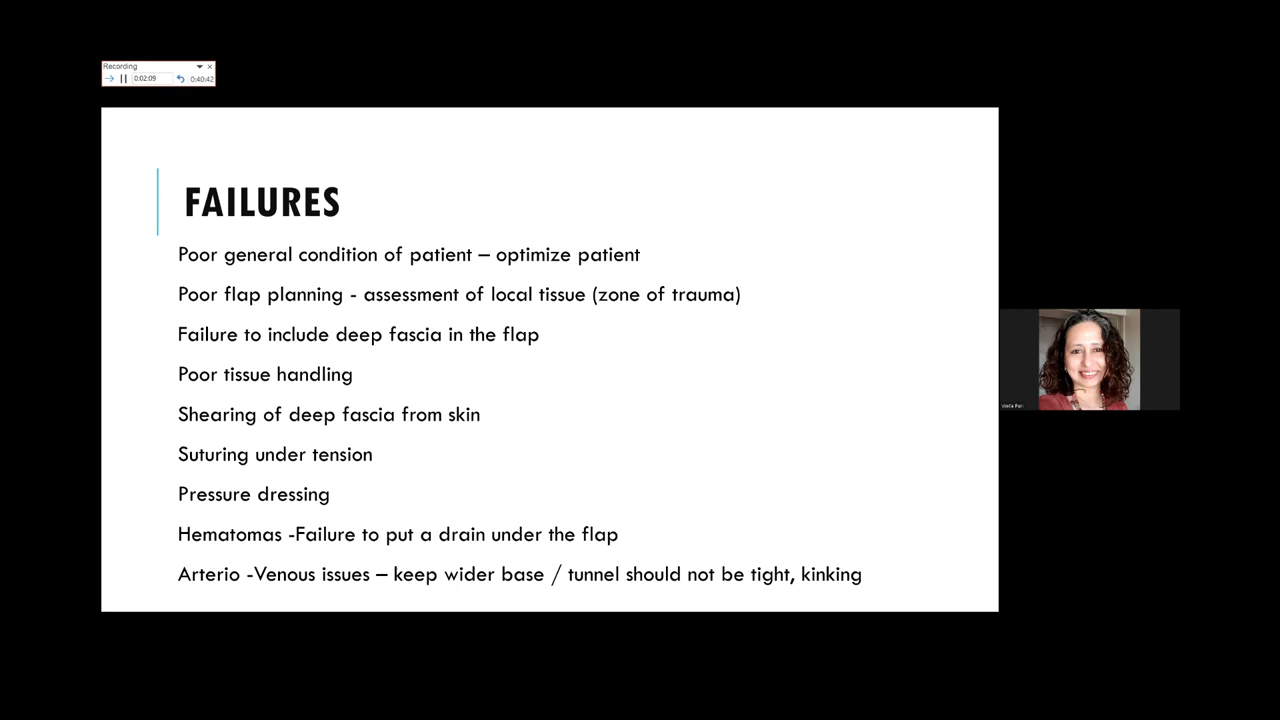 Recording
0:02:09
0:40:42
FAILURES
Poor general condition of patient – optimize patient
Poor flap planning - assessment of local tissue (zone of trauma)
Failure to include deep fascia in the flap
Poor tissue handling
Shearing of deep fascia from skin
Suturing under tension
Pressure dressing
Hematomas -Failure to put a drain under the flap
Arterio -Venous issues – keep wider base / tunnel should not be tight, kinking